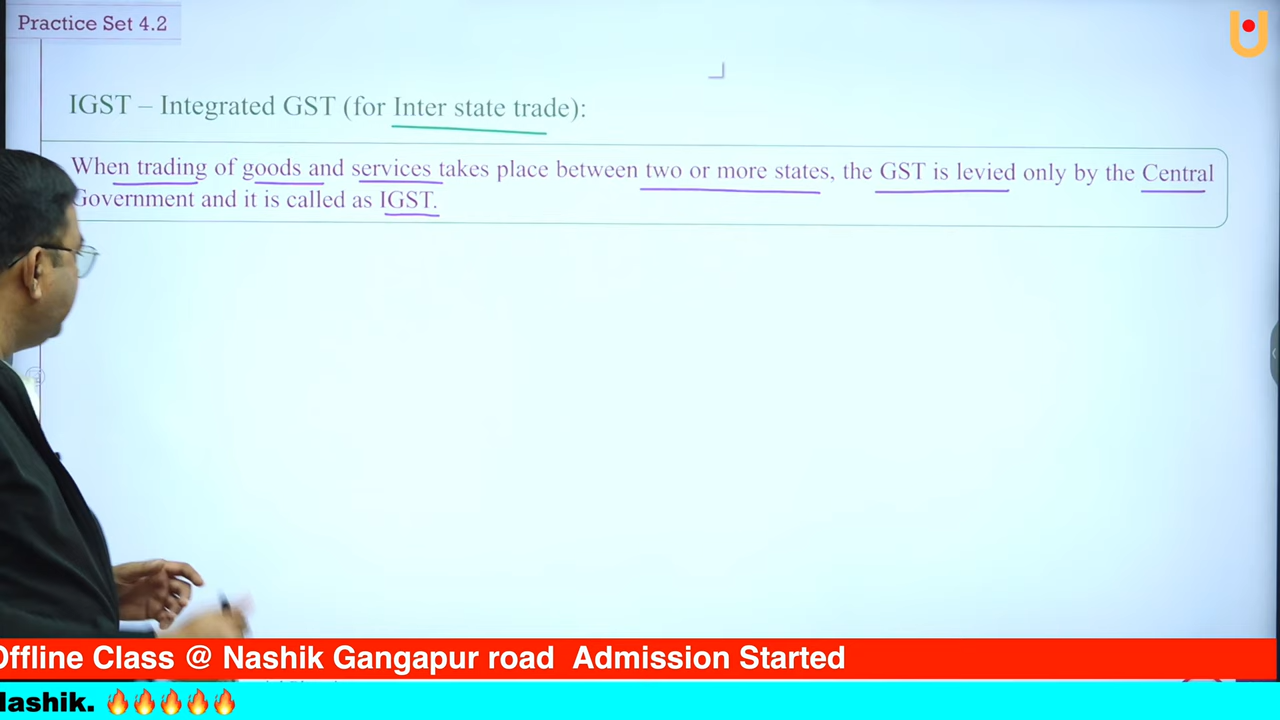 Practice Set 4.2
IGST – Integrated GST (for Inter state trade):
When trading of goods and services takes place between two or more states, the GST is levied only by the Central
Government and it is called as IGST.
Offline Class @ Nashik Gangapur road Admission Started
Nashik. 🔥🔥🔥🔥🔥